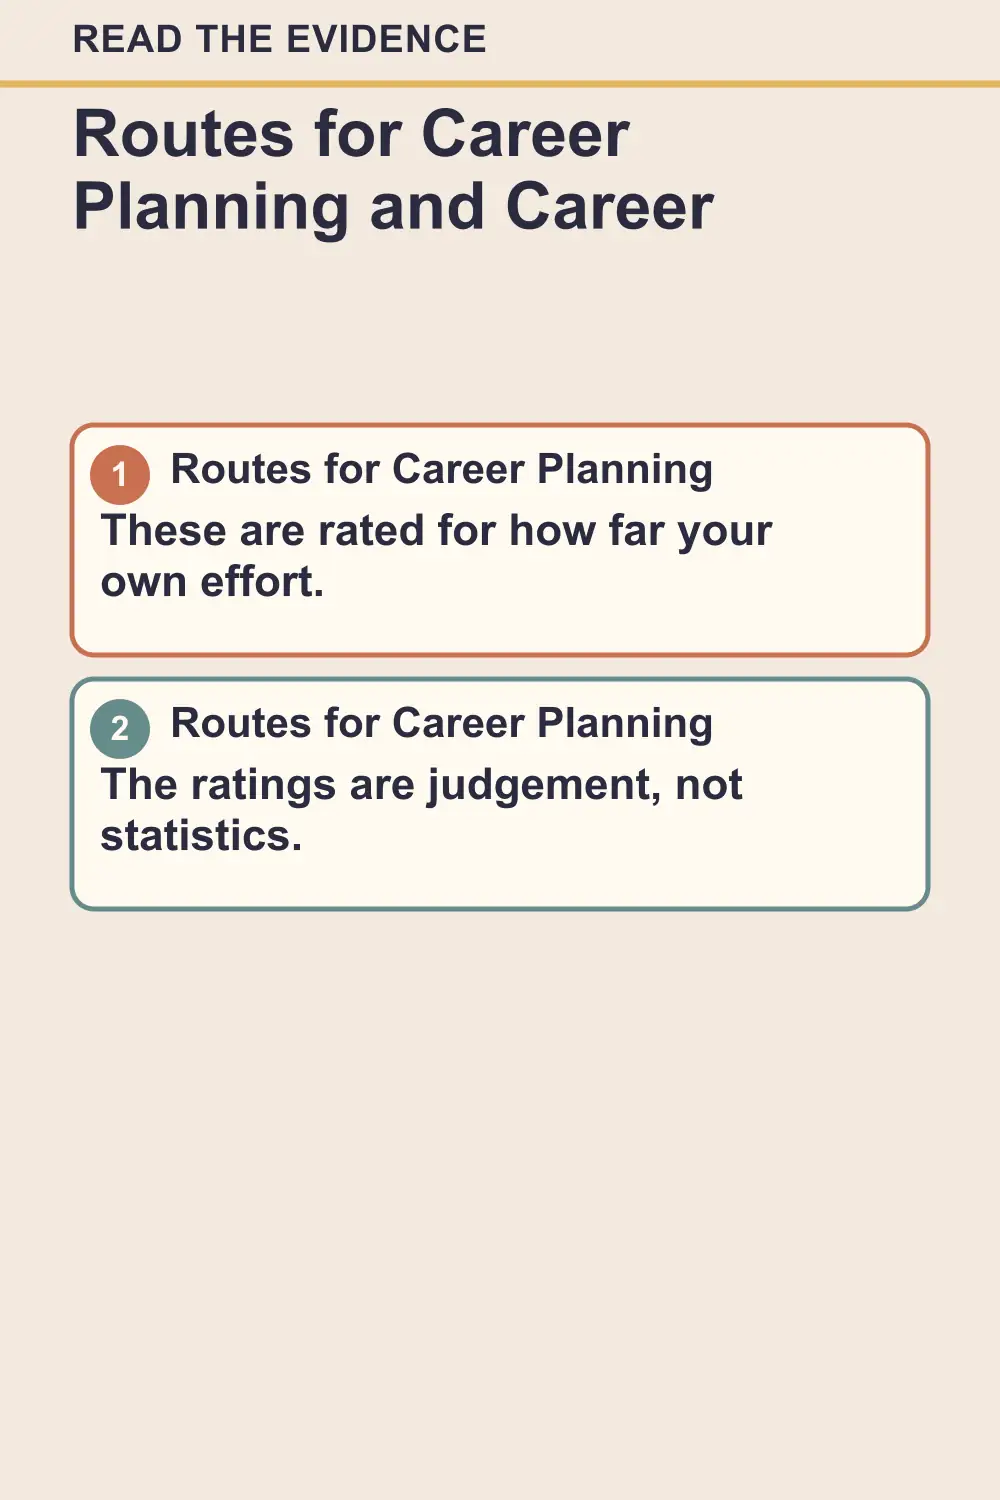 READ THE EVIDENCE
Routes for Career
Planning and Career
1 Routes for Career Planning
These are rated for how far your
own effort.
2 Routes for Career Planning
The ratings are judgement, not
statistics.